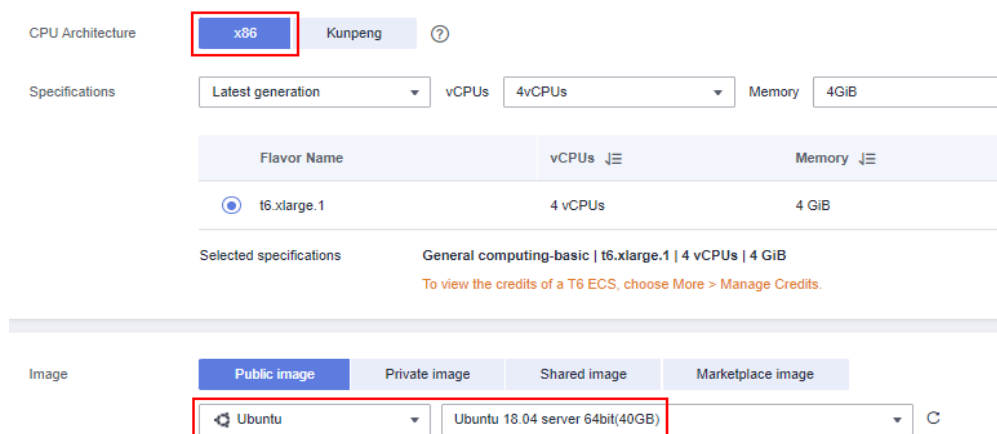 CPU Architecture x86 Kunpeng ?
Specifications Latest generation vCPUs 4vCPUs Memory 4GiB
Flavor Name vCPUs Memory
t6.xlarge.1 4 vCPUs 4 GiB
Selected specifications General computing-basic | t6.xlarge.1 | 4 vCPUs | 4 GiB
To view the credits of a T6 ECS, choose More > Manage Credits.
Image Public image Private image Shared image Marketplace image
Ubuntu Ubuntu 18.04 server 64bit(40GB)